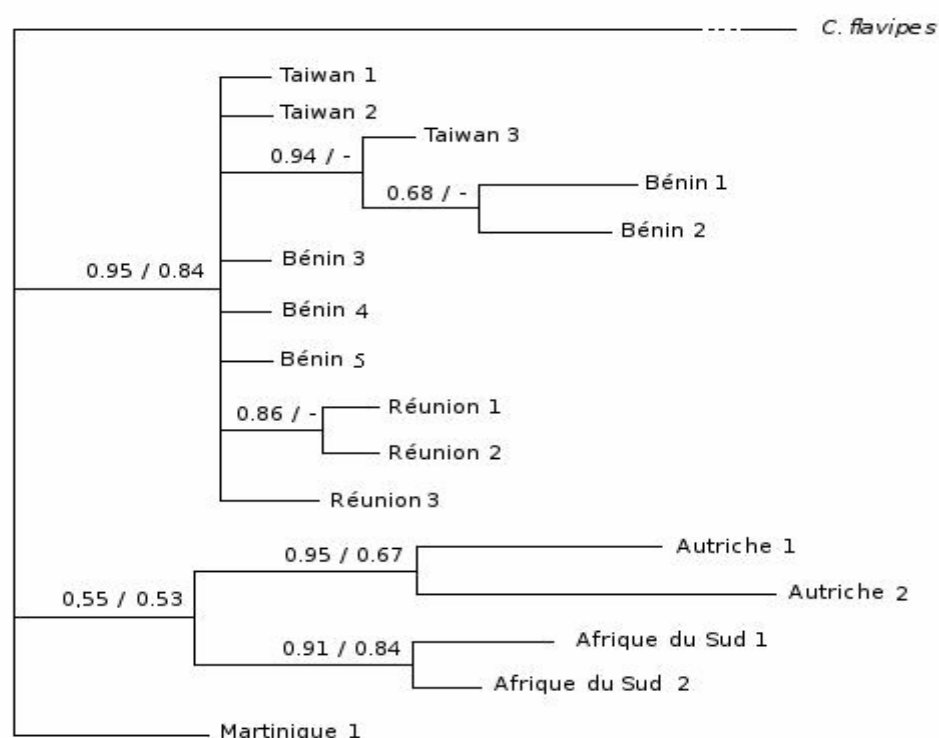 C. flavipes
Taiwan 1
Taiwan 2
Taiwan 3
0.94 / -
Bénin 1
0.68 / -
Bénin 2
Bénin 3
0.95 / 0.84
Bénin 4
Bénin 5
Réunion 1
0.86 / -
Réunion 2
Réunion 3
Autriche 1
0.95 / 0.67
Autriche 2
0,55 / 0.53
Afrique du Sud 1
0.91 / 0.84
Afrique du Sud 2
Martinique 1